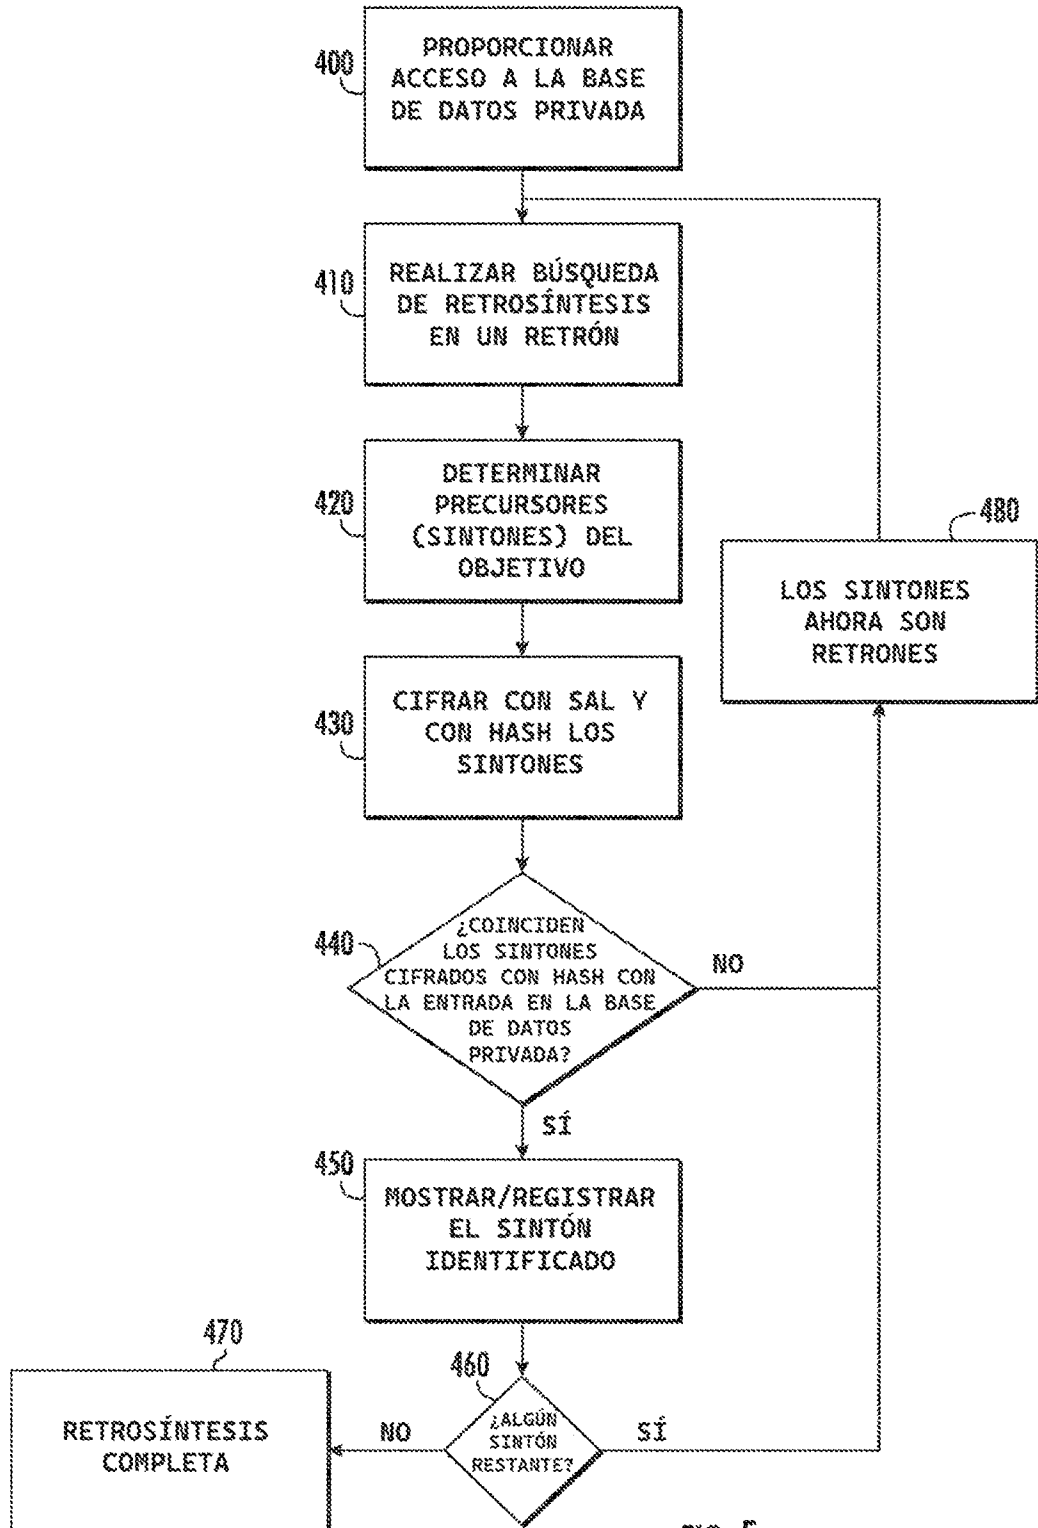 400
PROPORCIONAR
ACCESO A LA BASE
DE DATOS PRIVADA
410
REALIZAR BÚSQUEDA
DE RETROSÍNTESIS
EN UN RETRÓN
420
DETERMINAR
PRECURSORES
(SINTONES) DEL
OBJETIVO
480
LOS SINTONES
AHORA SON
RETRONES
430
CIFRAR CON SAL Y
CON HASH LOS
SINTONES
440
¿COINCIDEN
LOS SINTONES
CIFRADOS CON HASH CON
LA ENTRADA EN LA BASE
DE DATOS
PRIVADA?
NO
SÍ
450
MOSTRAR/REGISTRAR
EL SINTÓN
IDENTIFICADO
470
RETROSÍNTESIS
COMPLETA
460
¿ALGÚN
SINTÓN
RESTANTE?
NO
SÍ